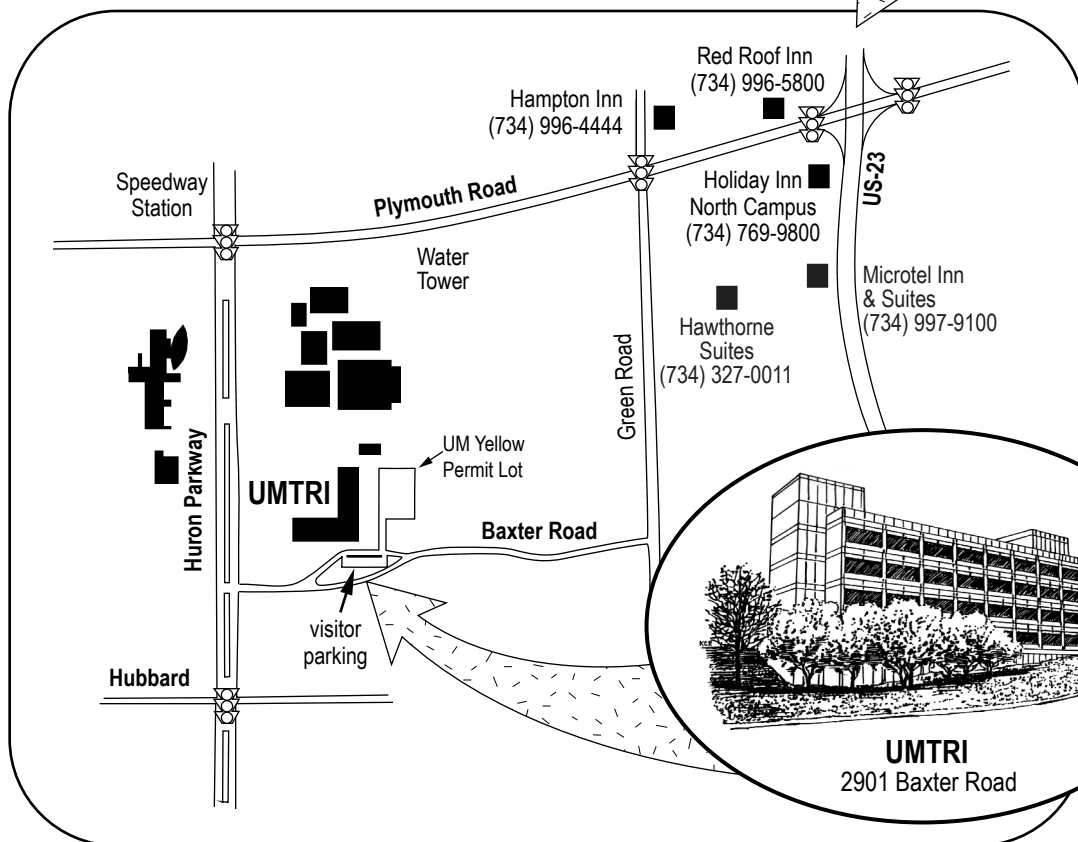 Red Roof Inn
(734) 996-5800
Hampton Inn
(734) 996-4444
Speedway
Station
Plymouth Road
Holiday Inn
North Campus
(734) 769-9800
US-23
Water
Tower
Microtel Inn
& Suites
(734) 997-9100
Hawthorne
Suites
(734) 327-0011
Green Road
Huron Parkway
UM Yellow
Permit Lot
UMTRI
Baxter Road
visitor
parking
Hubbard
UMTRI
2901 Baxter Road